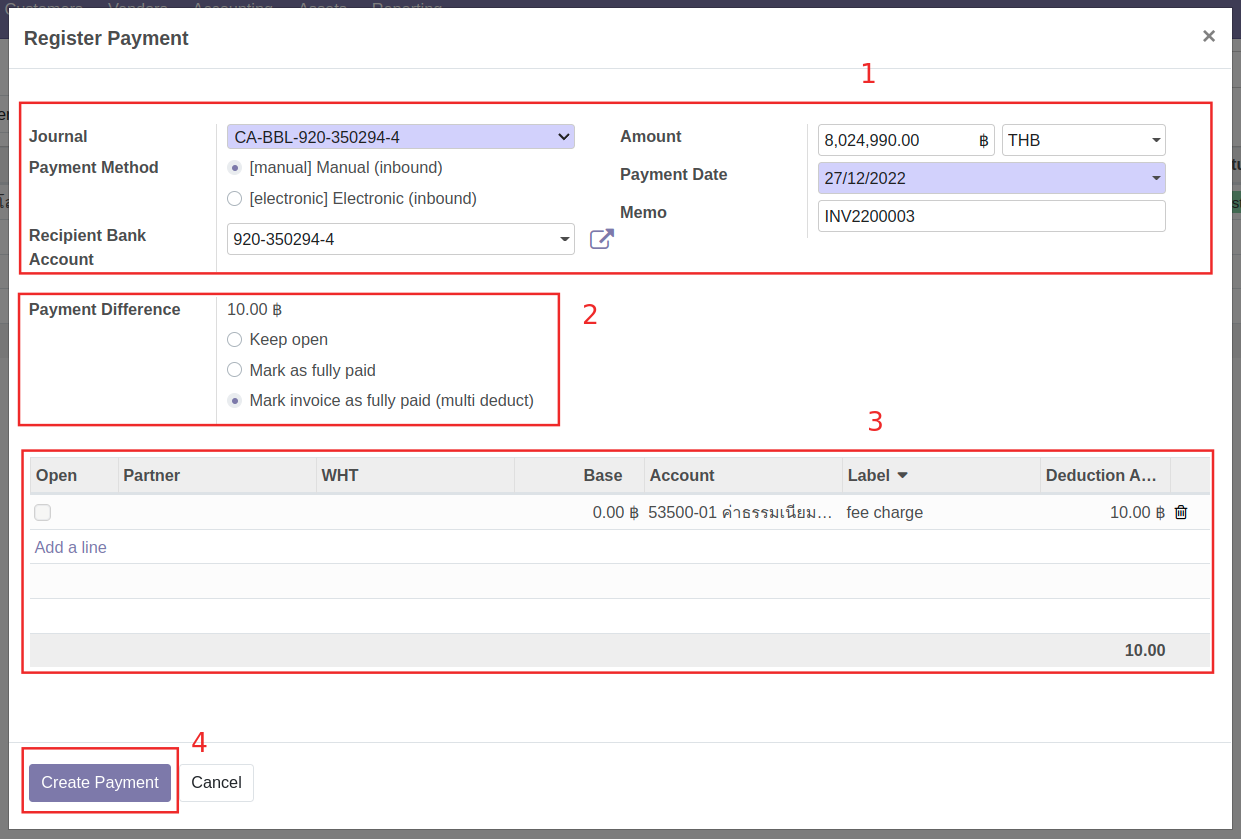 Customers Vendors Accounting Assets Reporting
Register Payment ×
1
Journal CA-BBL-920-350294-4 Amount 8,024,990.00 ฿ THB
Payment Method [manual] Manual (inbound) Payment Date 27/12/2022
[electronic] Electronic (inbound) Memo INV2200003
Recipient Bank Account 920-350294-4
Payment Difference 10.00 ฿ 2
Keep open
Mark as fully paid
Mark invoice as fully paid (multi deduct)
3
Open Partner WHT Base Account Label Deduction A...
0.00 ฿ 53500-01 ค่าธรรมเนียม... fee charge 10.00 ฿
Add a line
10.00
4
Create Payment Cancel